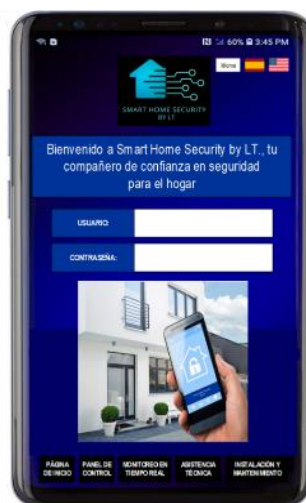 60% 3:45 PM
SMART HOME SECURITY
BY LT
Bienvenido a Smart Home Security by LT., tu
compañero de confianza en seguridad
para el hogar
USUARIO:
CONTRASEÑA:
PÁGINA
DE INICIO
PANEL DE
CONTROL
MONITOREO EN
TIEMPO REAL
ASISTENCIA
TÉCNICA
INSTALACIÓN Y
MANTENIMIENTO